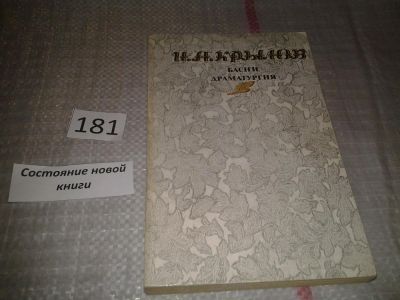 И.А.КРЫЛОВ
БАСНИ
ДРАМАТУРГИЯ
181
Состояние новой
книги